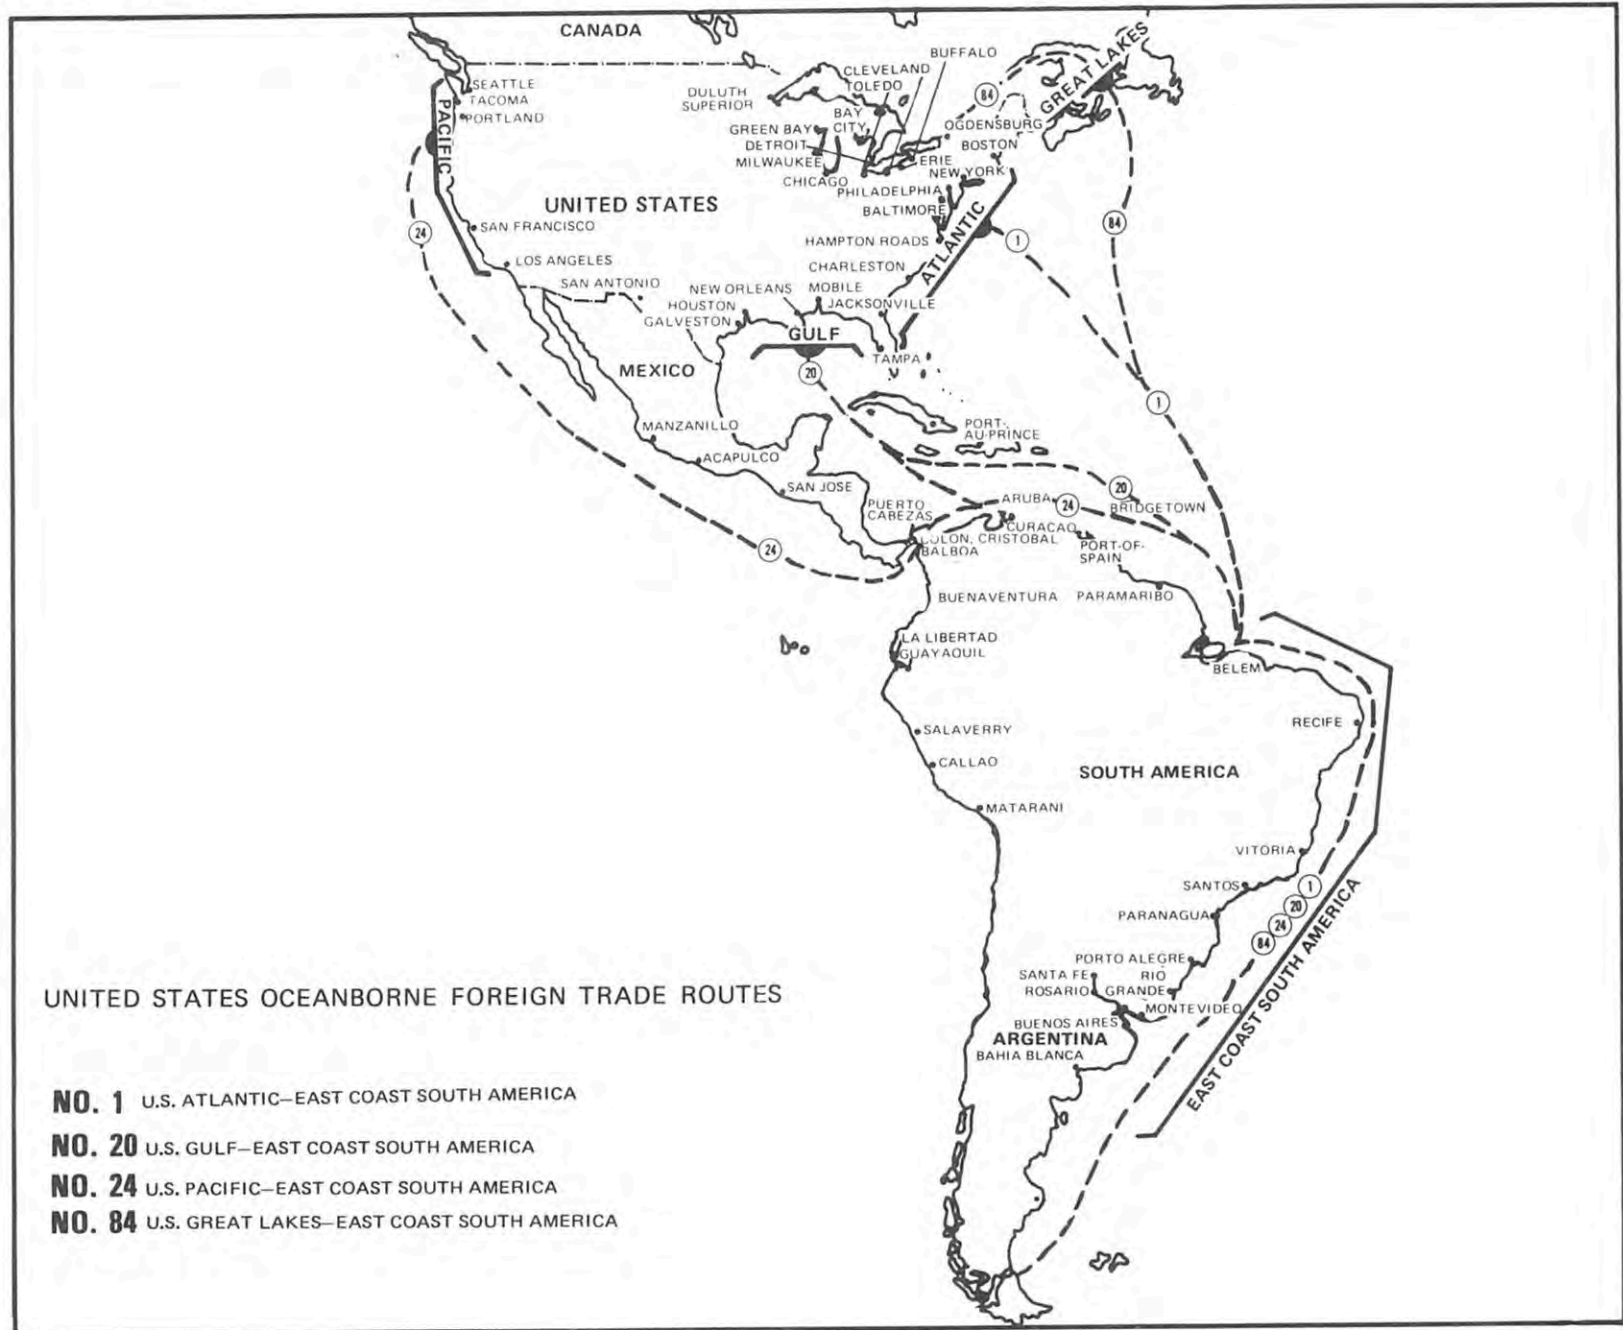 CANADA
BUFFALO
CLEVELAND
TOLEDO
GREAT LAKES
SEATTLE
TACOMA
PORTLAND
PACIFIC
DULUTH
SUPERIOR
84
BAY
CITY
OGDENSBURG
GREEN BAY
DETROIT
MILWAUKEE
CHICAGO
BOSTON
ERIE
NEW YORK
PHILADELPHIA
BALTIMORE
UNITED STATES
HAMPTON ROADS
ATLANTIC
1
84
24
SAN FRANCISCO
LOS ANGELES
CHARLESTON
SAN ANTONIO
NEW ORLEANS
MOBILE
HOUSTON
JACKSONVILLE
GALVESTON
GULF
TAMPA
MEXICO
20
1
MANZANILLO
PORT-
AU-PRINCE
ACAPULCO
SAN JOSE
20
PUERTO
CABEZAS
ARUBA
24
BRIDGETOWN
CURACAO
COLON, CRISTOBAL
BALBOA
PORT-OF-
SPAIN
24
BUENAVENTURA
PARAMARIBO
LA LIBERTAD
GUAYAQUIL
BELEM
SALAVERRY
RECIFE
CALLAO
SOUTH AMERICA
MATARANI
VITORIA
SANTOS
1
20
24
84
PARANAGUA
EAST COAST SOUTH AMERICA
PORTO ALEGRE
SANTA FE
RIO
ROSARIO
GRANDE
MONTEVIDEO
BUENOS AIRES
ARGENTINA
BAHIA BLANCA
UNITED STATES OCEANBORNE FOREIGN TRADE ROUTES
NO. 1 U.S. ATLANTIC–EAST COAST SOUTH AMERICA
NO. 20 U.S. GULF–EAST COAST SOUTH AMERICA
NO. 24 U.S. PACIFIC–EAST COAST SOUTH AMERICA
NO. 84 U.S. GREAT LAKES–EAST COAST SOUTH AMERICA